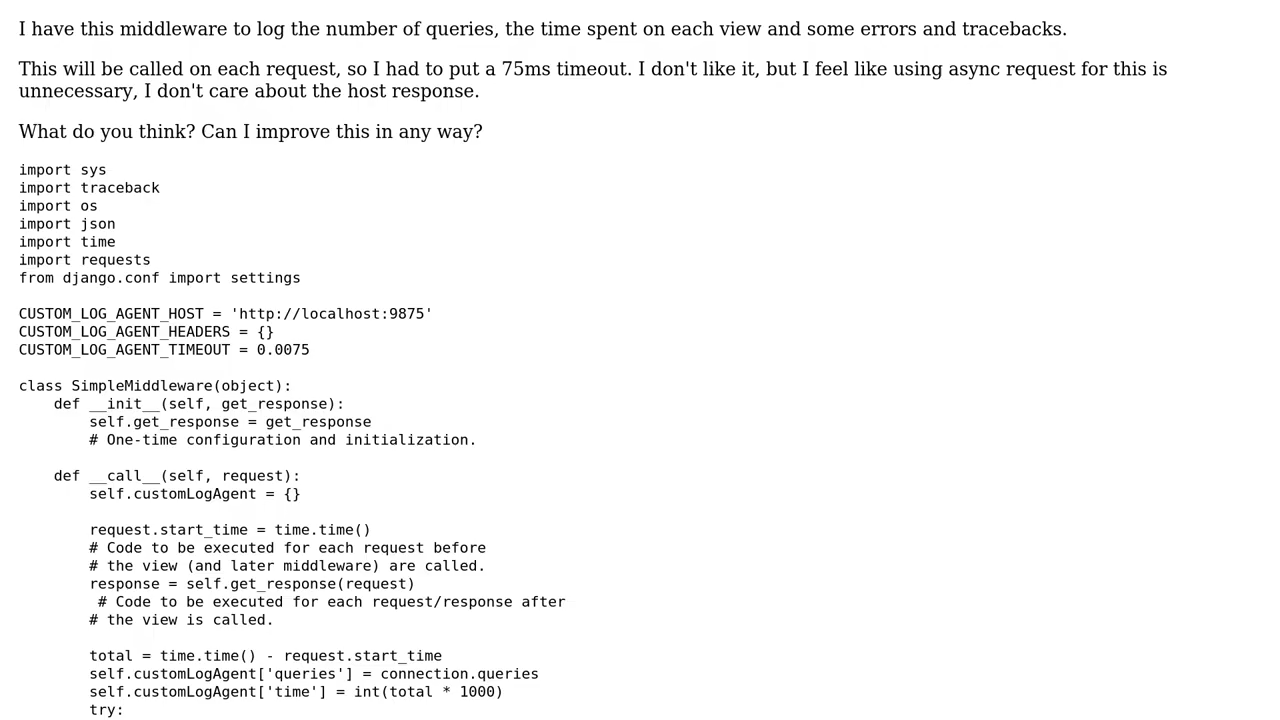 I have this middleware to log the number of queries, the time spent on each view and some errors and tracebacks.
This will be called on each request, so I had to put a 75ms timeout. I don't like it, but I feel like using async request for this is
unnecessary, I don't care about the host response.
What do you think? Can I improve this in any way?
import sys
import traceback
import os
import json
import time
import requests
from django.conf import settings

CUSTOM_LOG_AGENT_HOST = 'http://localhost:9875'
CUSTOM_LOG_AGENT_HEADERS = {}
CUSTOM_LOG_AGENT_TIMEOUT = 0.0075

class SimpleMiddleware(object):
    def __init__(self, get_response):
        self.get_response = get_response
        # One-time configuration and initialization.

    def __call__(self, request):
        self.customLogAgent = {}

        request.start_time = time.time()
        # Code to be executed for each request before
        # the view (and later middleware) are called.
        response = self.get_response(request)
         # Code to be executed for each request/response after
        # the view is called.

        total = time.time() - request.start_time
        self.customLogAgent['queries'] = connection.queries
        self.customLogAgent['time'] = int(total * 1000)
        try: